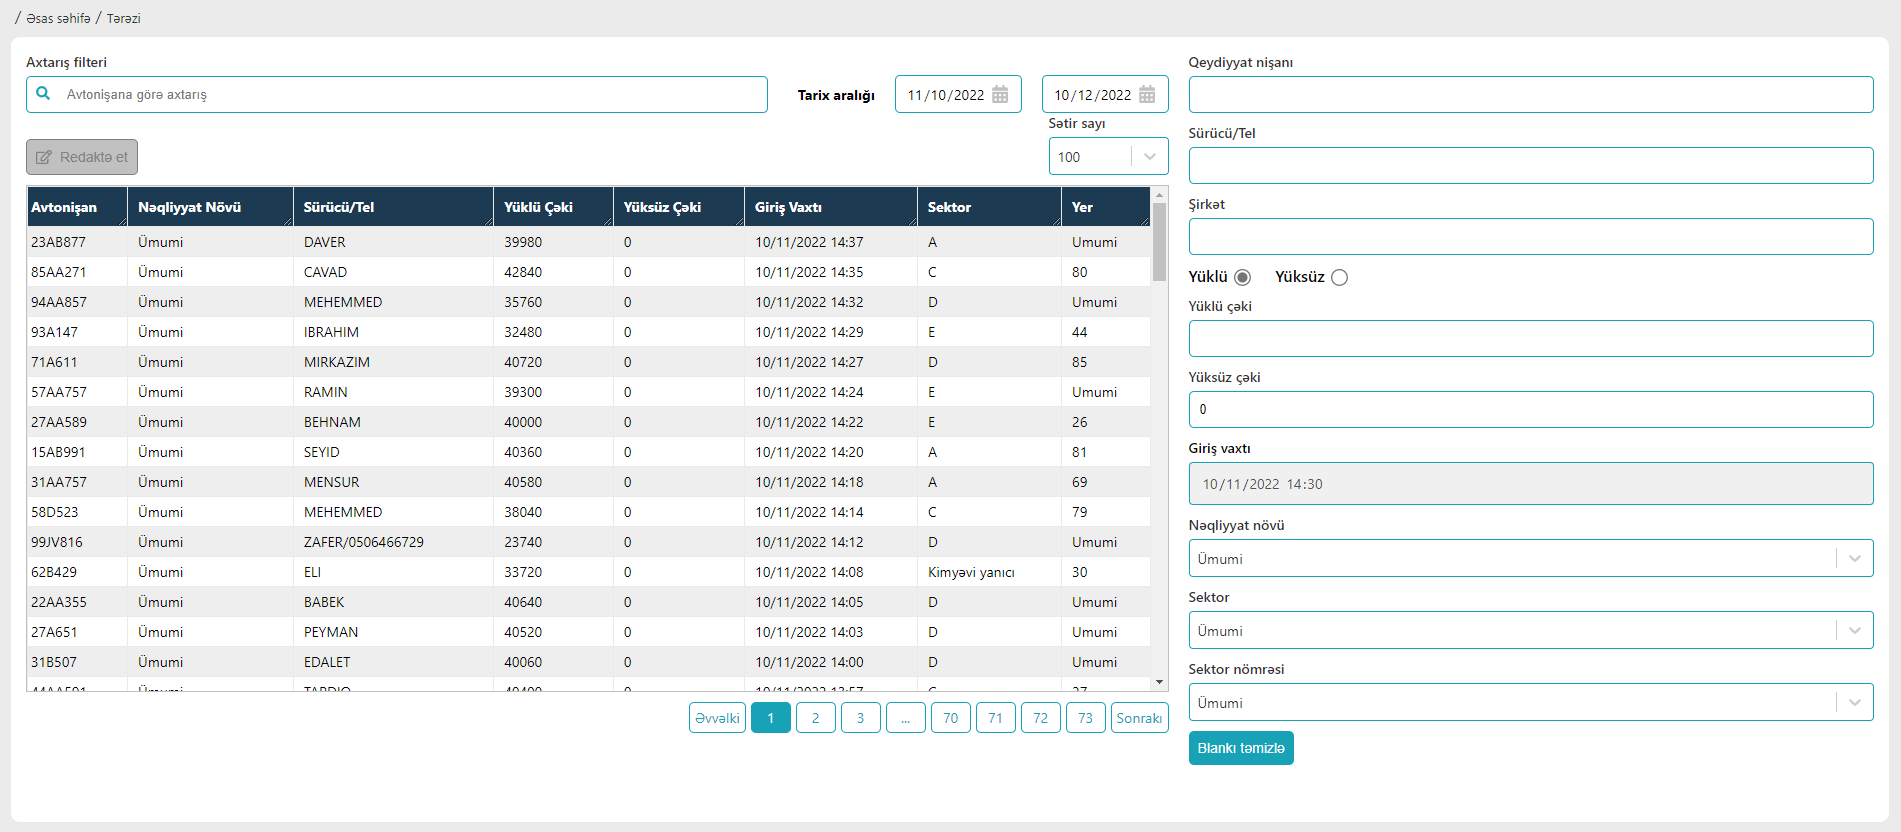 / Əsas səhifə / Tərəzi
Axtarış filteri
Avtonişana görə axtarış
Tarix aralığı 11/10/2022 10/12/2022
Sətir sayı
Redaktə et 100
Avtonişan Nəqliyyat Növü Sürücü/Tel Yüklü Çəki Yüksüz Çəki Giriş Vaxtı Sektor Yer
23AB877 Ümumi DAVER 39980 0 10/11/2022 14:37 A Umumi
85AA271 Ümumi CAVAD 42840 0 10/11/2022 14:35 C 80
94AA857 Ümumi MEHEMMED 35760 0 10/11/2022 14:32 D Umumi
93A147 Ümumi IBRAHIM 32480 0 10/11/2022 14:29 E 44
71A611 Ümumi MIRKAZIM 40720 0 10/11/2022 14:27 D 85
57AA757 Ümumi RAMIN 39300 0 10/11/2022 14:24 E Umumi
27AA589 Ümumi BEHNAM 40000 0 10/11/2022 14:22 E 26
15AB991 Ümumi SEYID 40360 0 10/11/2022 14:20 A 81
31AA757 Ümumi MENSUR 40580 0 10/11/2022 14:18 A 69
58D523 Ümumi MEHEMMED 38040 0 10/11/2022 14:14 C 79
99JV816 Ümumi ZAFER/0506466729 23740 0 10/11/2022 14:12 D Umumi
62B429 Ümumi ELI 33720 0 10/11/2022 14:08 Kimyəvi yanıcı 30
22AA355 Ümumi BABEK 40640 0 10/11/2022 14:05 D Umumi
27A651 Ümumi PEYMAN 40520 0 10/11/2022 14:03 D Umumi
31B507 Ümumi EDALET 40060 0 10/11/2022 14:00 D Umumi
Əvvəlki 1 2 3 ... 70 71 72 73 Sonrakı
Qeydiyyat nişanı
Sürücü/Tel
Şirkət
Yüklü Yüksüz
Yüklü çəki
Yüksüz çəki
0
Giriş vaxtı
10/11/2022 14:30
Nəqliyyat növü
Ümumi
Sektor
Ümumi
Sektor nömrəsi
Ümumi
Blankı təmizlə